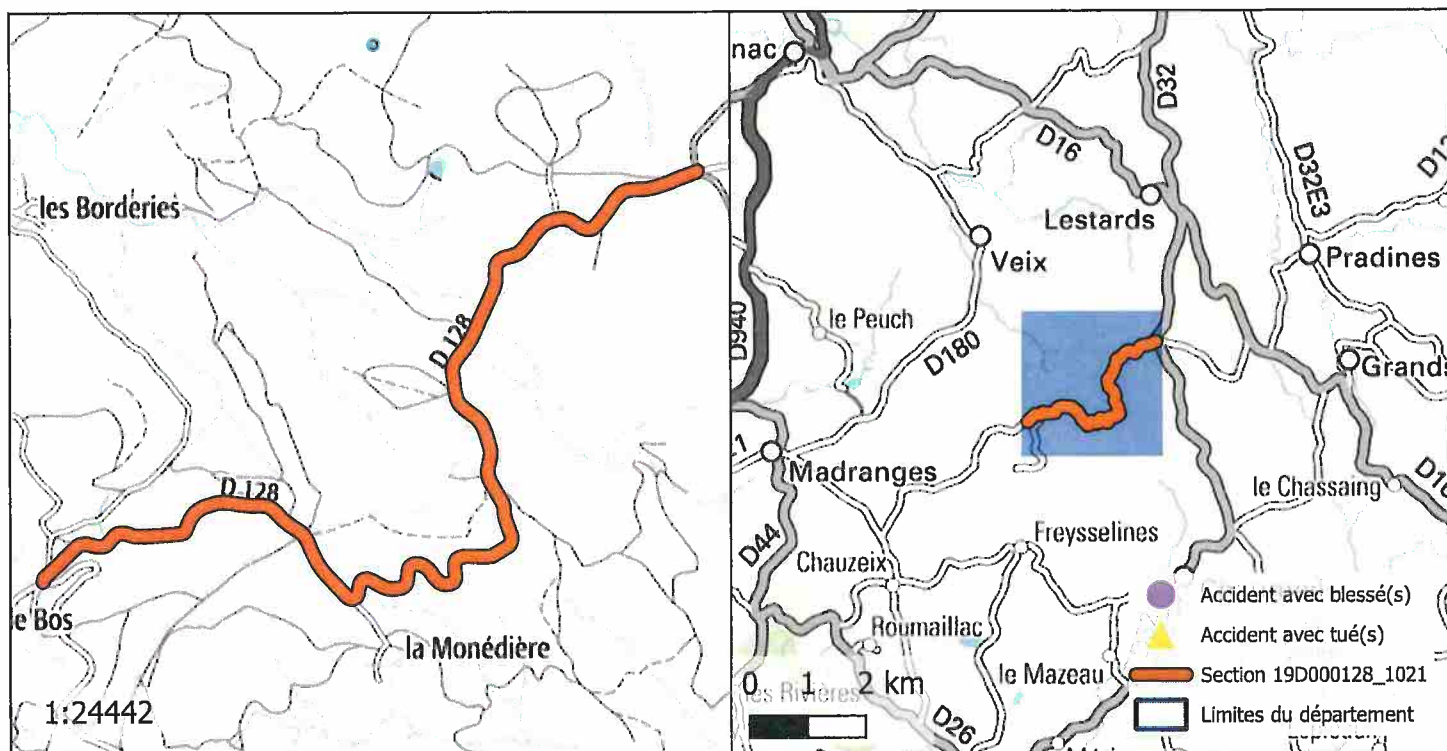 les Borderies
D 128
D 128
le Bos
la Monédière
1:24442
nac
D32
D16
D32E3
Lestards
Veix
Pradines
le Peuch
D940
D180
Grands
Madranges
le Chassaing
Freysselines
D44
Chauzeix
Roumaillac
le Mazeau
les Rivières
D26
0 1 2 km
Accident avec blessé(s)
Accident avec tué(s)
Section 19D000128_1021
Limites du département